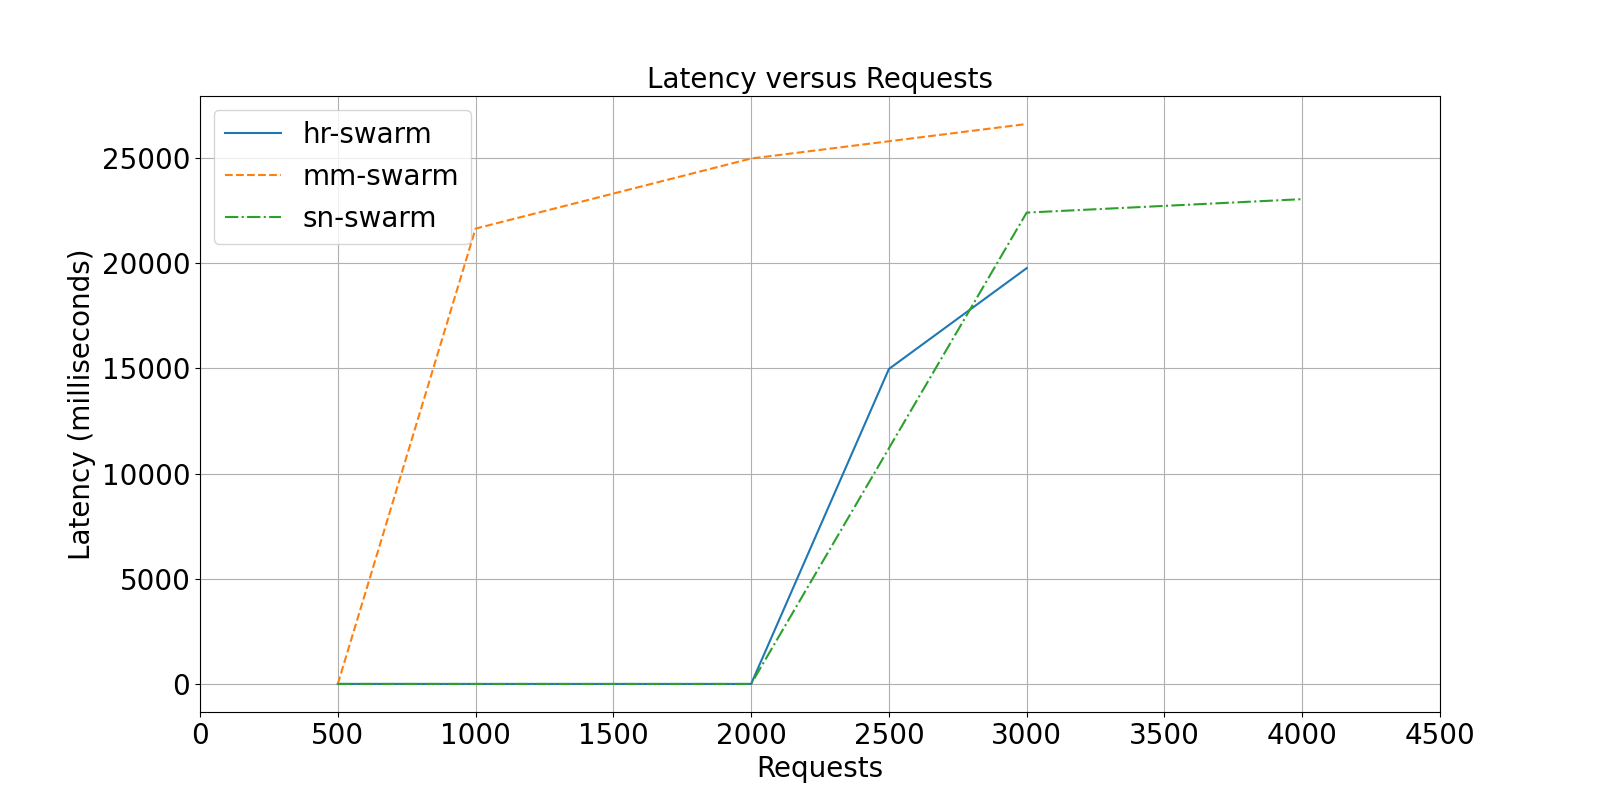 Latency versus Requests
hr-swarm
mm-swarm
sn-swarm
25000
20000
15000
10000
5000
0
Latency (milliseconds)
0 500 1000 1500 2000 2500 3000 3500 4000 4500
Requests